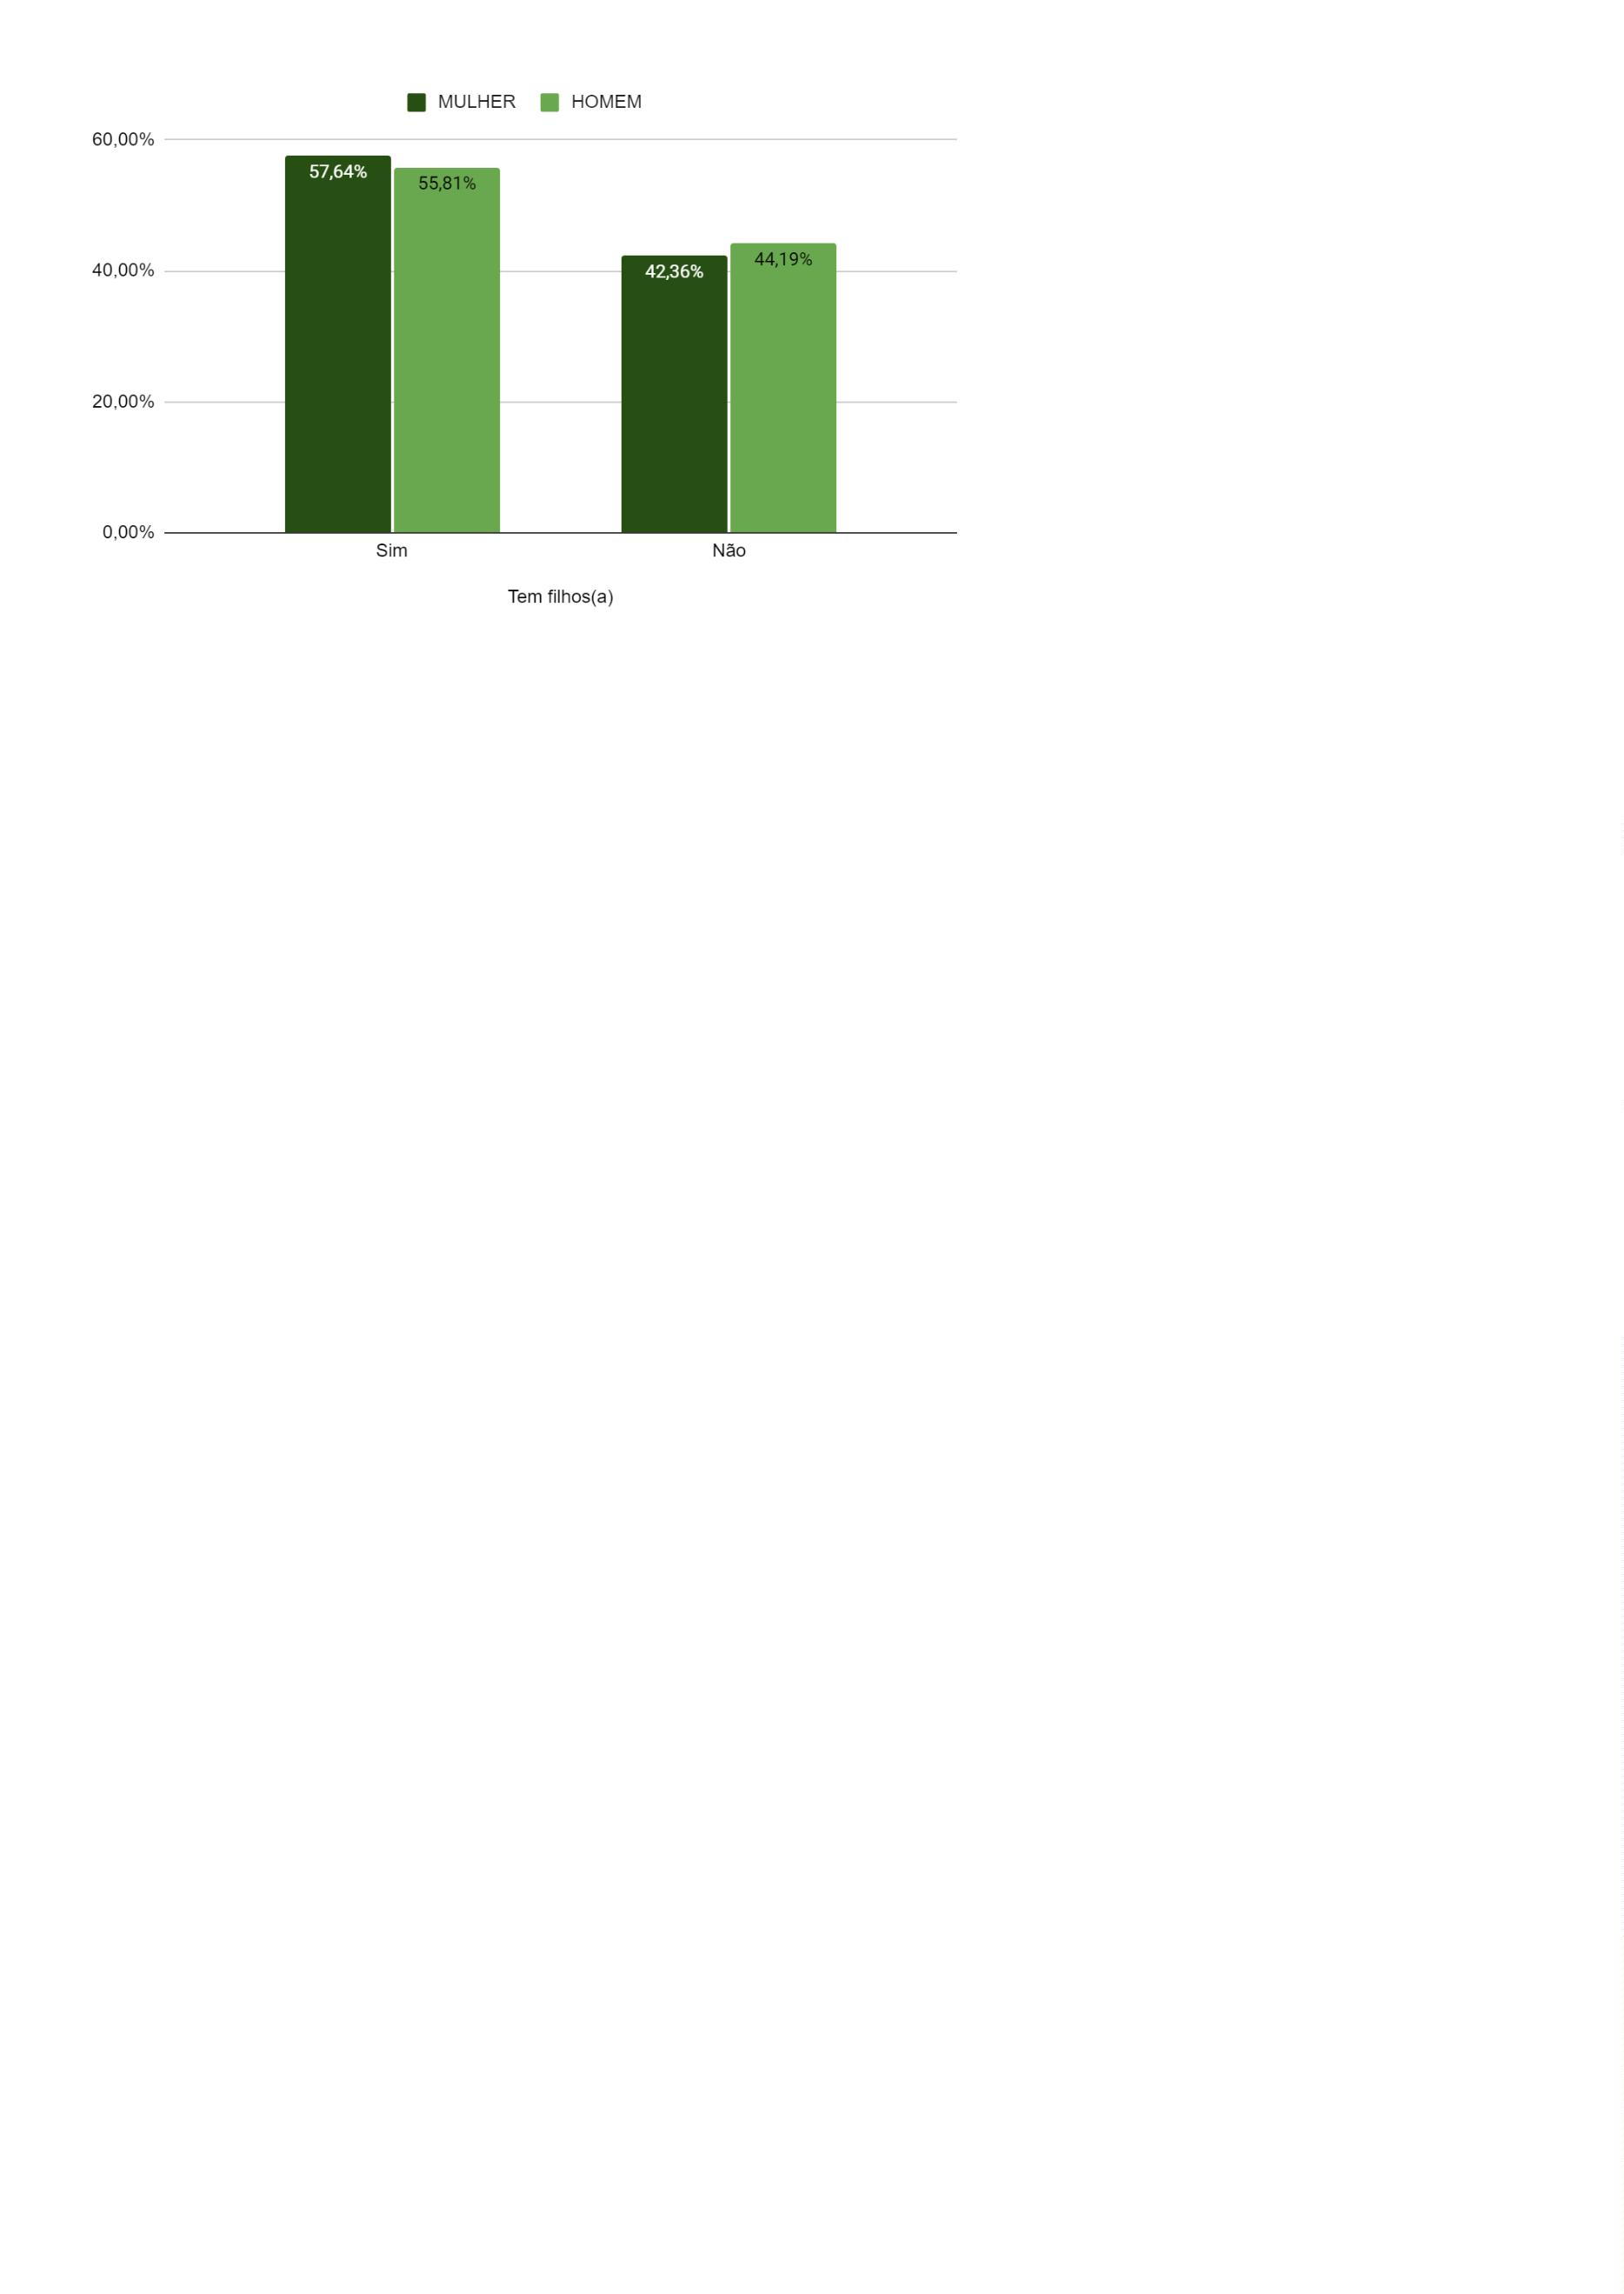 MULHER HOMEM
60,00%
57,64%
55,81%
44,19%
42,36%
40,00%
20,00%
0,00%
Sim Não
Tem filhos(a)